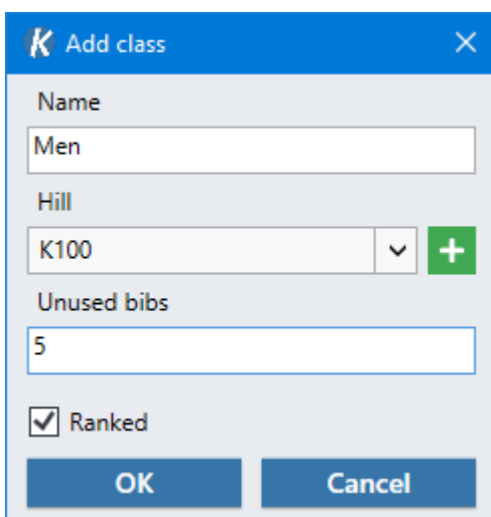 K Add class
Name
Men
Hill
K100
Unused bibs
5
Ranked
OK Cancel